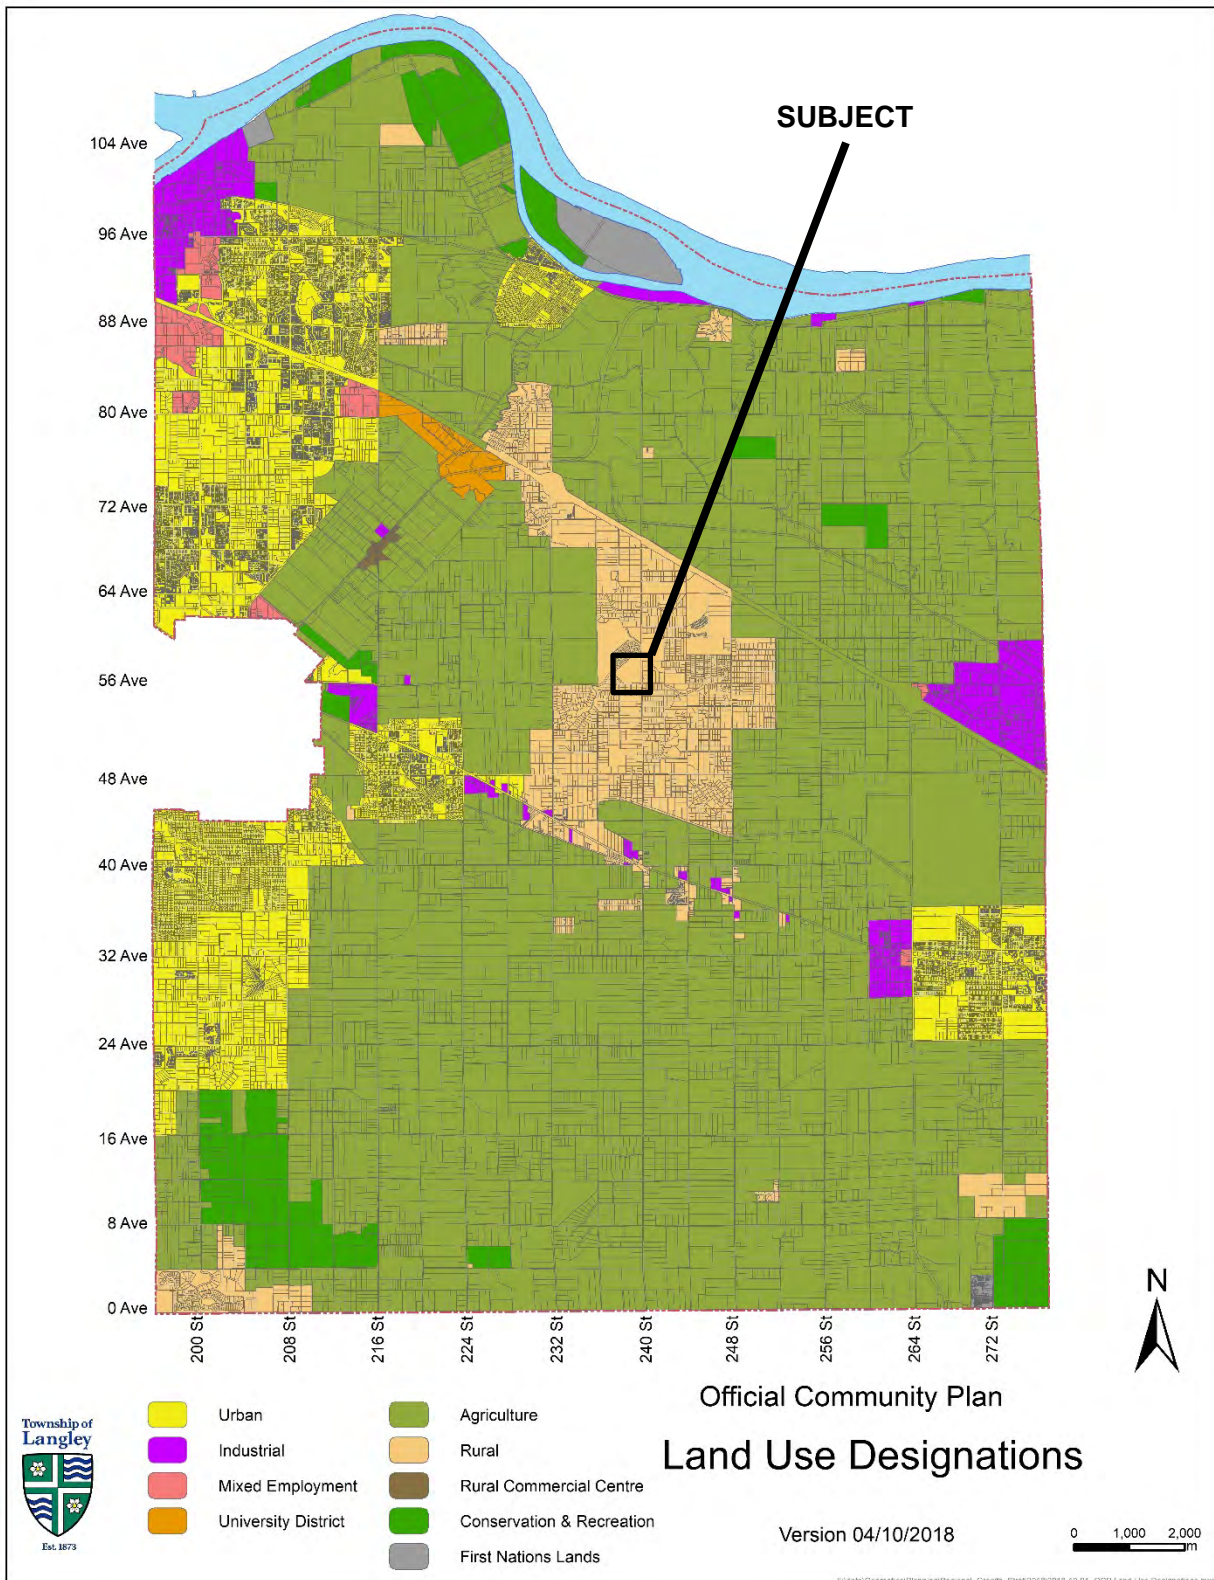 SUBJECT
104 Ave
96 Ave
88 Ave
80 Ave
72 Ave
64 Ave
56 Ave
48 Ave
40 Ave
32 Ave
24 Ave
16 Ave
8 Ave
0 Ave
200 St
208 St
216 St
224 St
232 St
240 St
248 St
256 St
264 St
272 St
N
Official Community Plan
Land Use Designations
Version 04/10/2018
0 1,000 2,000
m
Township of
Langley
Est. 1873
Urban
Industrial
Mixed Employment
University District
Agriculture
Rural
Rural Commercial Centre
Conservation & Recreation
First Nations Lands